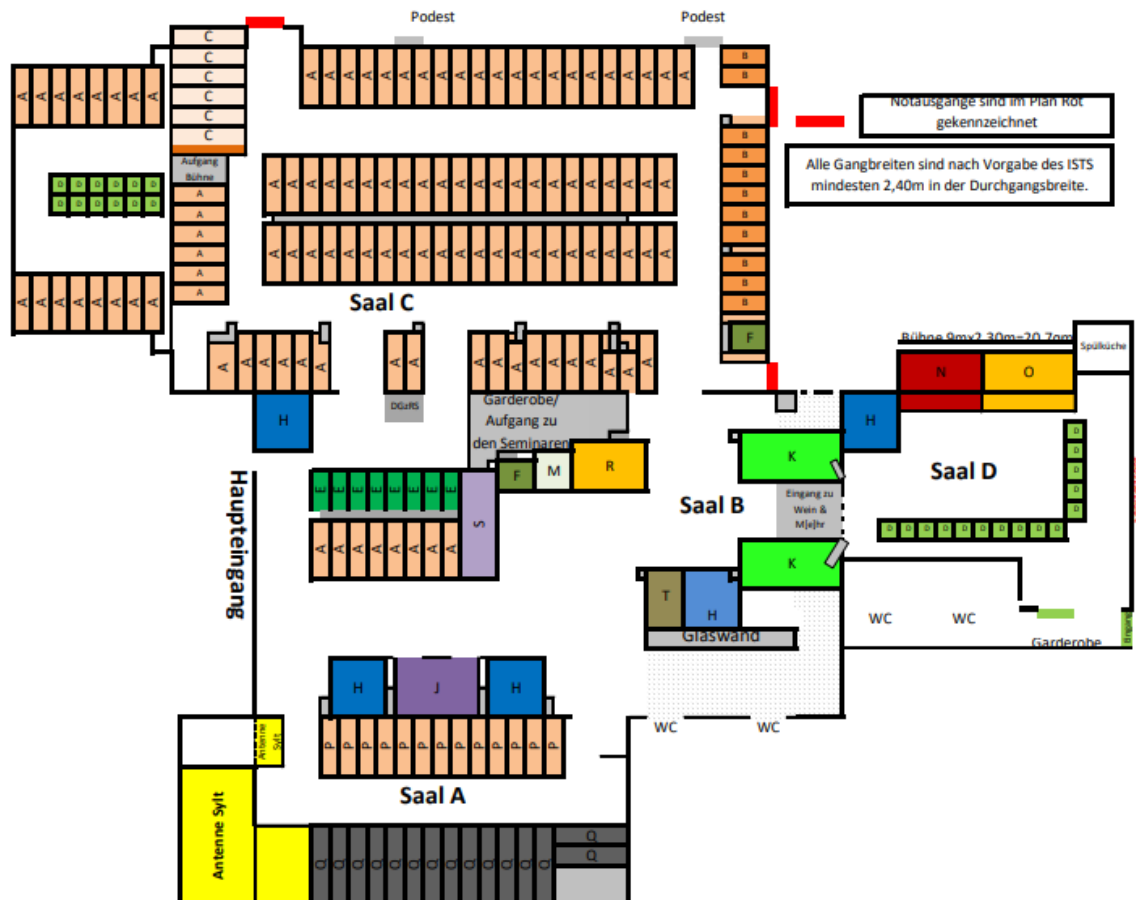 Podest
Podest
C
C
C
C
C
C
A A A A A A A A A A A A A A A A A A A A A
B
B
A A A A A A A A
Notausgänge sind im Plan Rot
gekennzeichnet
Alle Gangbreiten sind nach Vorgabe des ISTS
mindesten 2,40m in der Durchgangsbreite.
Aufgang
Bühne
D D D D D D
D D D D D D
A
A
A
A
A
A
A A A A A A A A
A A A A A A A A A A A A A A A A A A A A A A
A A A A A A A A A A A A A A A A A A A A A A
B
B
B
B
B
B
B
B
B
F
Saal C
A A A A A A
A A
A A A A A A A A A A
H
DGzRS
Garderobe/
Aufgang zu
den Seminaren
F
M
R
Haupteingang
E E E E E E E E
A A A A A A A A
S
Saal B
K
Eingang zu
Wein &
M[e]hr
K
T
H
Glaswand
Bühne 9mx2,30m=20,7qm
Spülküche
N
O
H
Saal D
D
D
D
D
D
D D D D D D D D D D
WC
WC
Garderobe
Eingang
WC
WC
H
J
H
P P P P P P P P P P P P P
Saal A
Antenne
Sylt
Antenne Sylt
Q Q Q Q Q Q Q Q Q Q Q Q Q
Q
Q